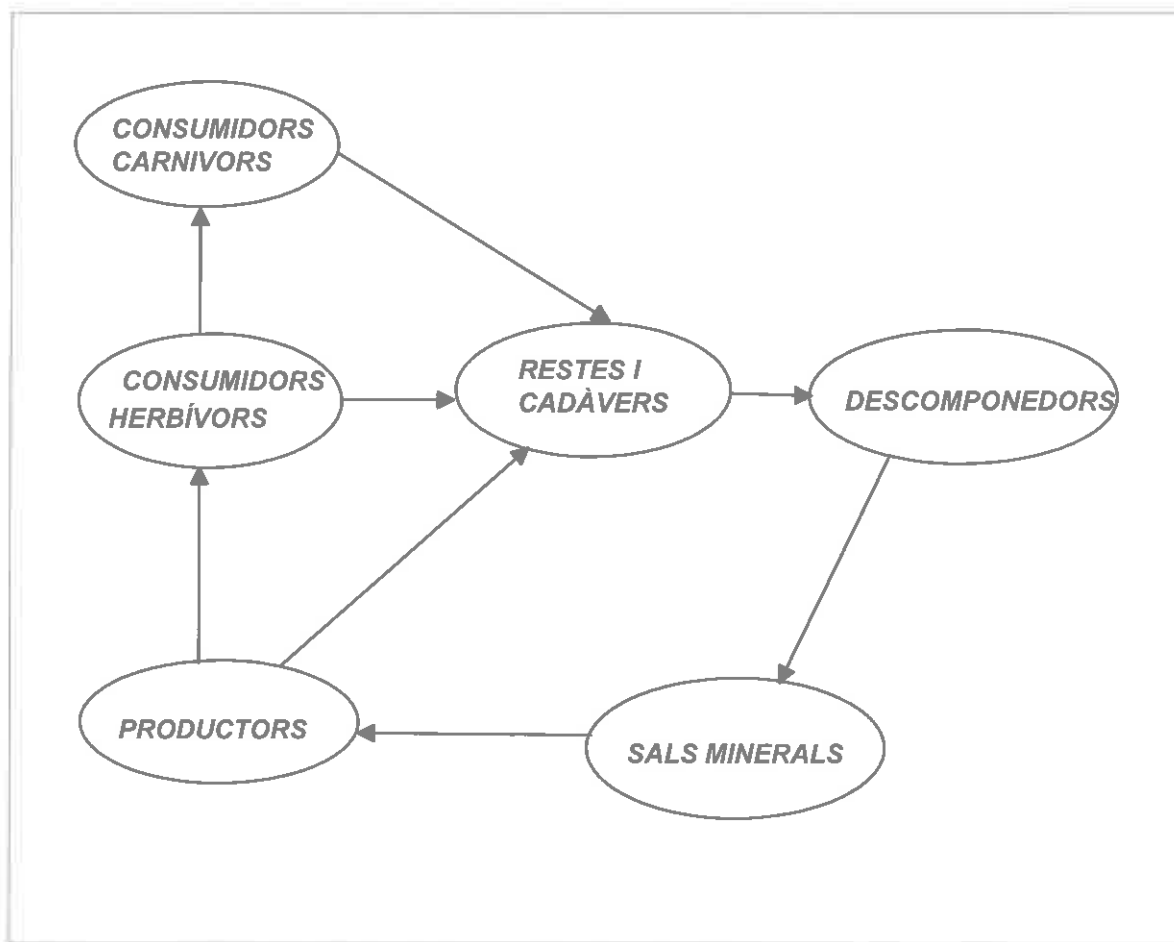 CONSUMIDORS
CARNIVORS
CONSUMIDORS
HERBÍVORS
RESTES I
CADÀVERS
DESCOMPONEDORS
PRODUCTORS
SALS MINERALS